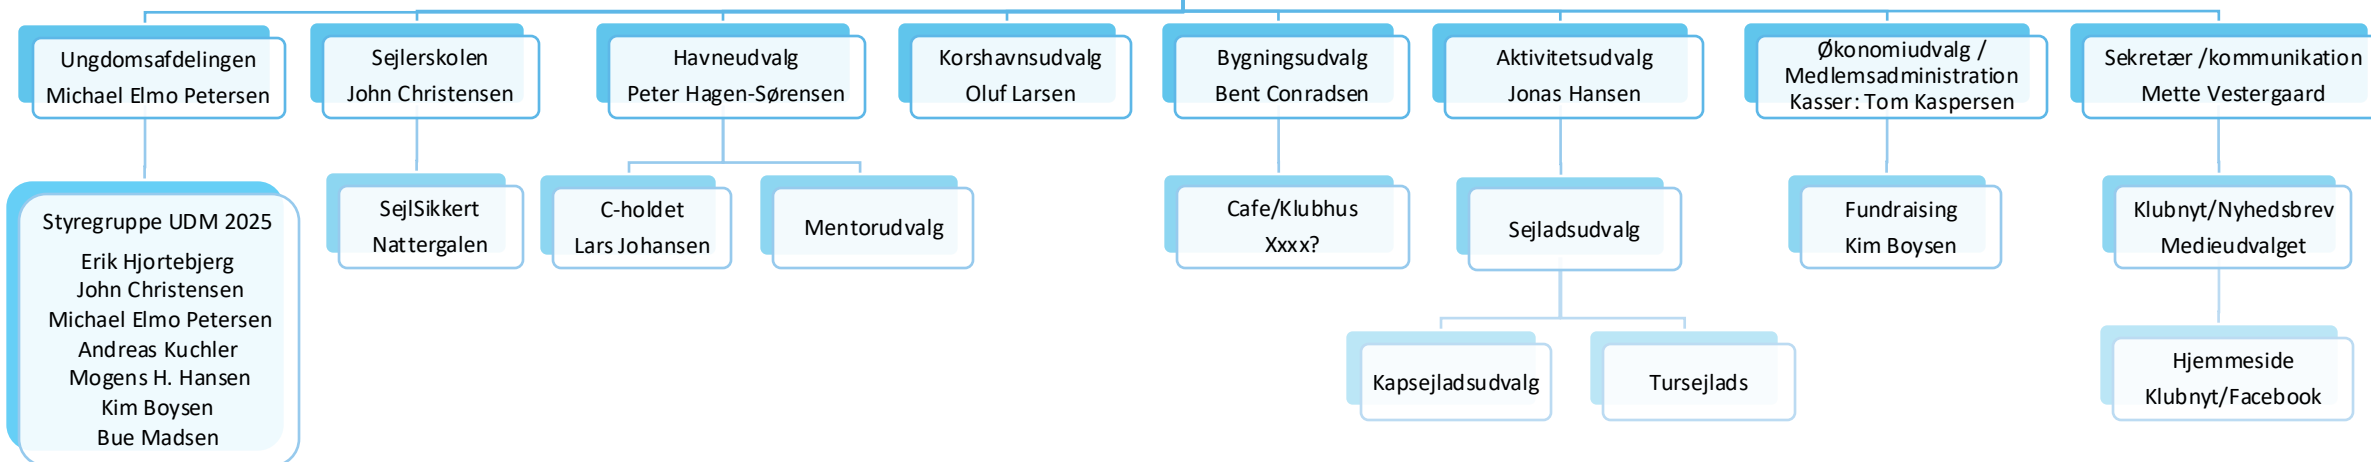 Ungdomsafdelingen
Michael Elmo Petersen
Sejlerskolen
John Christensen
Havneudvalg
Peter Hagen-Sørensen
Korshavnsudvalg
Oluf Larsen
Bygningsudvalg
Bent Conradsen
Aktivitetsudvalg
Jonas Hansen
Økonomiudvalg /
Medlemsadministration
Kasser: Tom Kaspersen
Sekretær /kommunikation
Mette Vestergaard
Styregruppe UDM 2025
Erik Hjortebjerg
John Christensen
Michael Elmo Petersen
Andreas Kuchler
Mogens H. Hansen
Kim Boysen
Bue Madsen
SejlSikkert
Nattergalen
C-holdet
Lars Johansen
Mentorudvalg
Cafe/Klubhus
Xxxx?
Sejladsudvalg
Kapsejladsudvalg
Tursejlads
Fundraising
Kim Boysen
Klubnyt/Nyhedsbrev
Medieudvalget
Hjemmeside
Klubnyt/Facebook